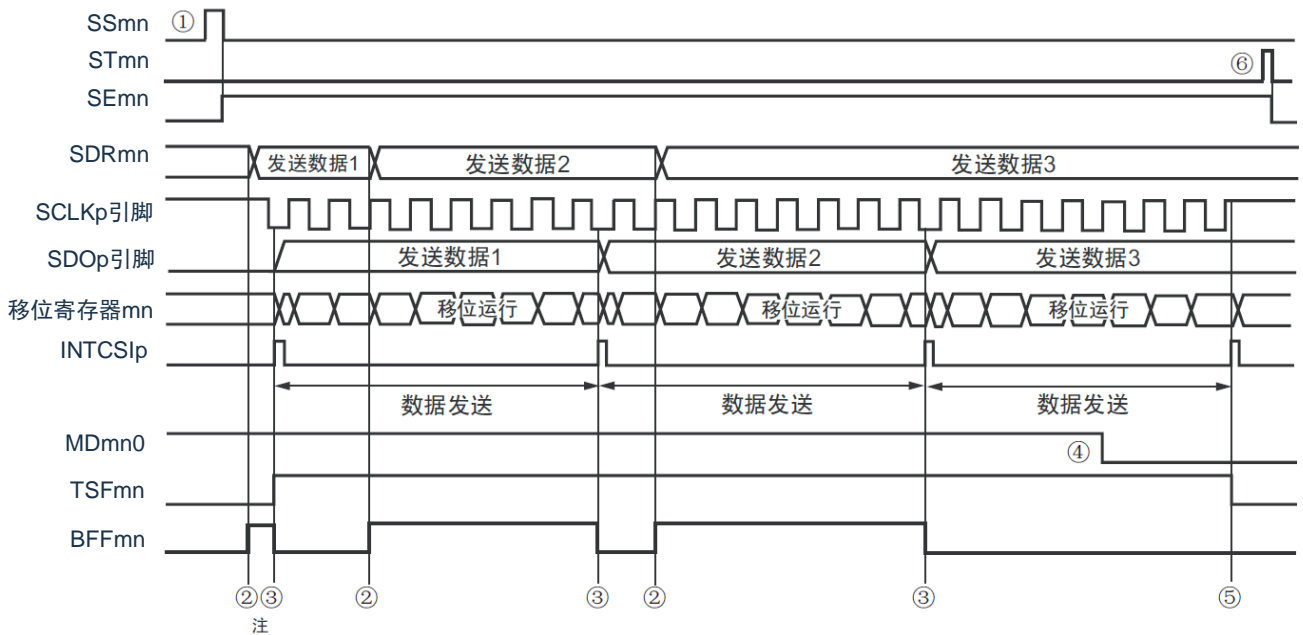 SSmn ①
STmn ⑥
SEmn
SDRmn 发送数据1 发送数据2 发送数据3
SCLKp引脚
SDOp引脚 发送数据1 发送数据2 发送数据3
移位寄存器mn 移位运行 移位运行 移位运行
INTCSIp
数据发送 数据发送 数据发送
MDmn0 ④
TSFmn
BFFmn
② ③ ② ③ ② ③ ⑤
注